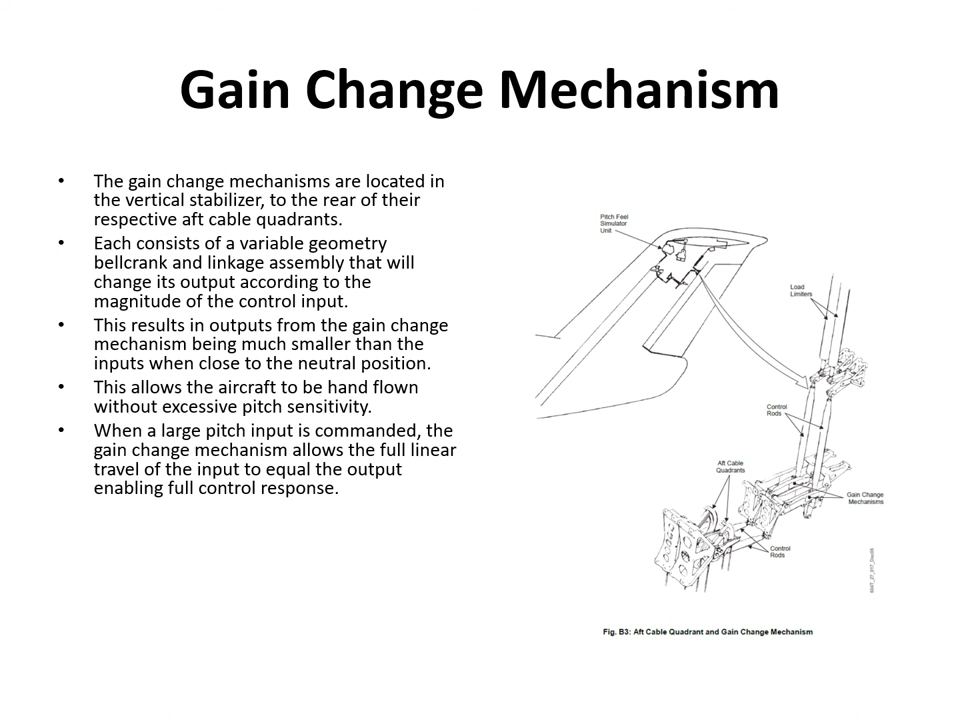 Gain Change Mechanism
• The gain change mechanisms are located in
the vertical stabilizer, to the rear of their
respective aft cable quadrants.
• Each consists of a variable geometry
bellcrank and linkage assembly that will
change its output according to the
magnitude of the control input.
• This results in outputs from the gain change
mechanism being much smaller than the
inputs when close to the neutral position.
• This allows the aircraft to be hand flown
without excessive pitch sensitivity.
• When a large pitch input is commanded, the
gain change mechanism allows the full linear
travel of the input to equal the output
enabling full control response.
Pitch Feel
Simulator
Unit
Load
Limiters
Control
Rods
Aft Cable
Quadrants
Gain Change
Mechanisms
Control
Rods
Fig. B3: Aft Cable Quadrant and Gain Change Mechanism